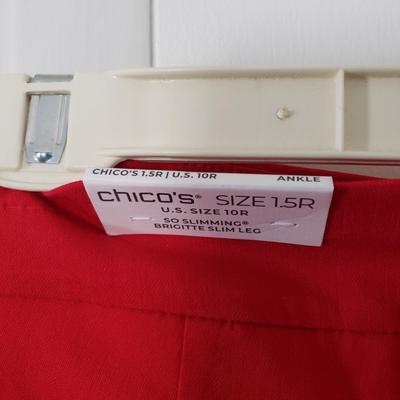 CHICO'S 1.5R | U.S. 10R ANKLE
chico's® SIZE 1.5R
U.S. SIZE 10R
SO SLIMMING®
BRIGITTE SLIM LEG